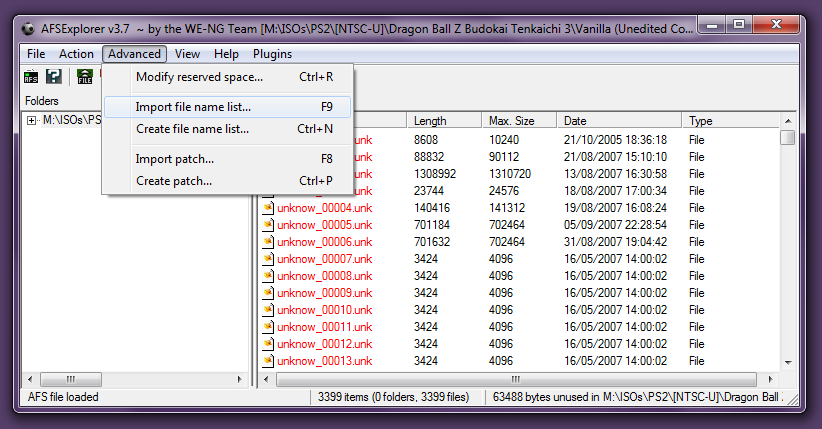 AFSExplorer v3.7 ~ by the WE-NG Team [M:\ISOs\PS2\[NTSC-U]\Dragon Ball Z Budokai Tenkaichi 3\Vanilla (Unedited Co...
File Action Advanced View Help Plugins
AFS ? FILE
Modify reserved space... Ctrl+R
Import file name list... F9
Create file name list... Ctrl+N
Import patch... F8
Create patch... Ctrl+P
Folders
M:\ISOs\PS
Length Max. Size Date Type
.unk 8608 10240 21/10/2005 18:36:18 File
.unk 88832 90112 21/08/2007 15:10:10 File
.unk 1308992 1310720 13/08/2007 16:30:58 File
.unk 23744 24576 18/08/2007 17:00:34 File
unknow_00004.unk 140416 141312 19/08/2007 16:08:24 File
unknow_00005.unk 701184 702464 05/09/2007 22:28:54 File
unknow_00006.unk 701632 702464 31/08/2007 19:04:42 File
unknow_00007.unk 3424 4096 16/05/2007 14:00:02 File
unknow_00008.unk 3424 4096 16/05/2007 14:00:02 File
unknow_00009.unk 3424 4096 16/05/2007 14:00:02 File
unknow_00010.unk 3424 4096 16/05/2007 14:00:02 File
unknow_00011.unk 3424 4096 16/05/2007 14:00:02 File
unknow_00012.unk 3424 4096 16/05/2007 14:00:02 File
unknow_00013.unk 3424 4096 16/05/2007 14:00:02 File
AFS file loaded 3399 items (0 folders, 3399 files) 63488 bytes unused in M:\ISOs\PS2\[NTSC-U]\Dragon Ball